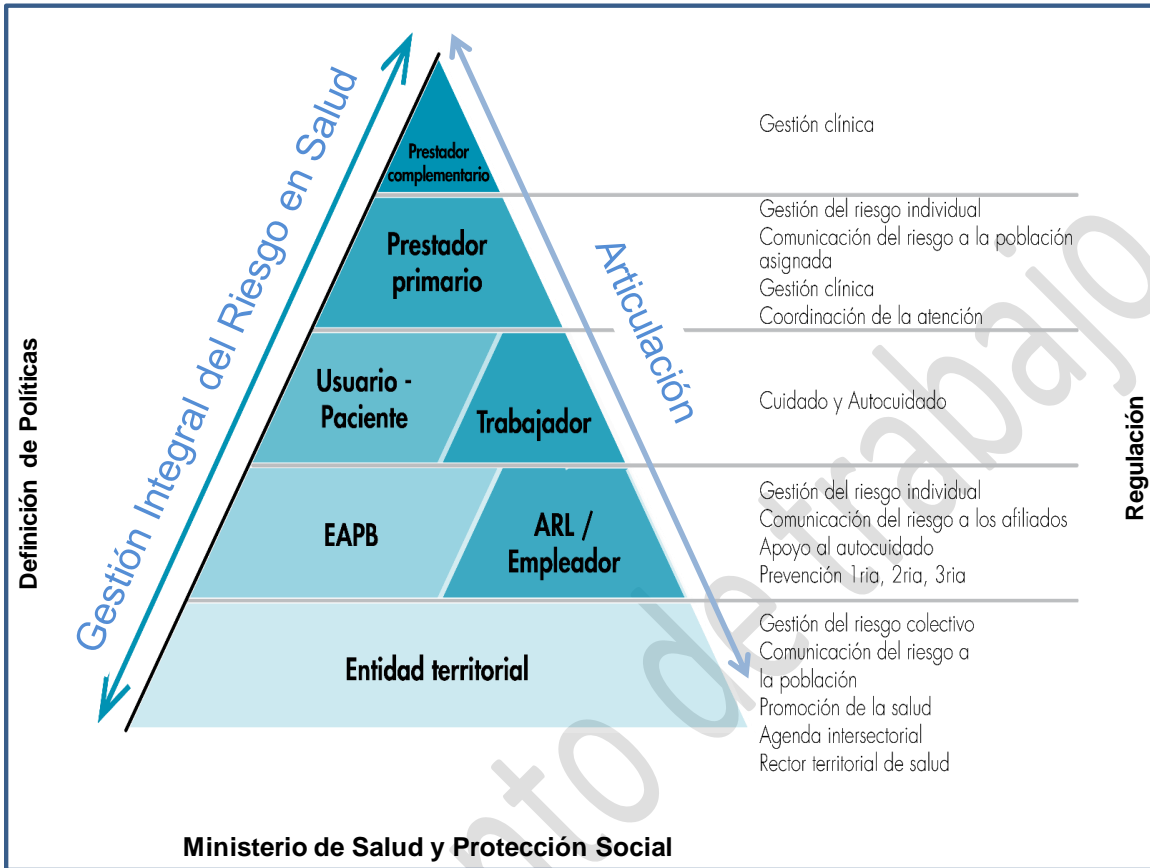 Definición de Políticas
Gestión Integral del Riesgo en Salud
Articulación
Regulación
Prestador
complementario
Gestión clínica
Prestador
primario
Gestión del riesgo individual
Comunicación del riesgo a la población
asignada
Gestión clínica
Coordinación de la atención
Usuario -
Paciente
Trabajador
Cuidado y Autocuidado
EAPB
ARL /
Empleador
Gestión del riesgo individual
Comunicación del riesgo a los afiliados
Apoyo al autocuidado
Prevención 1ria, 2ria, 3ria
Entidad territorial
Gestión del riesgo colectivo
Comunicación del riesgo a
la población
Promoción de la salud
Agenda intersectorial
Rector territorial de salud
nto de trabajo
Ministerio de Salud y Protección Social